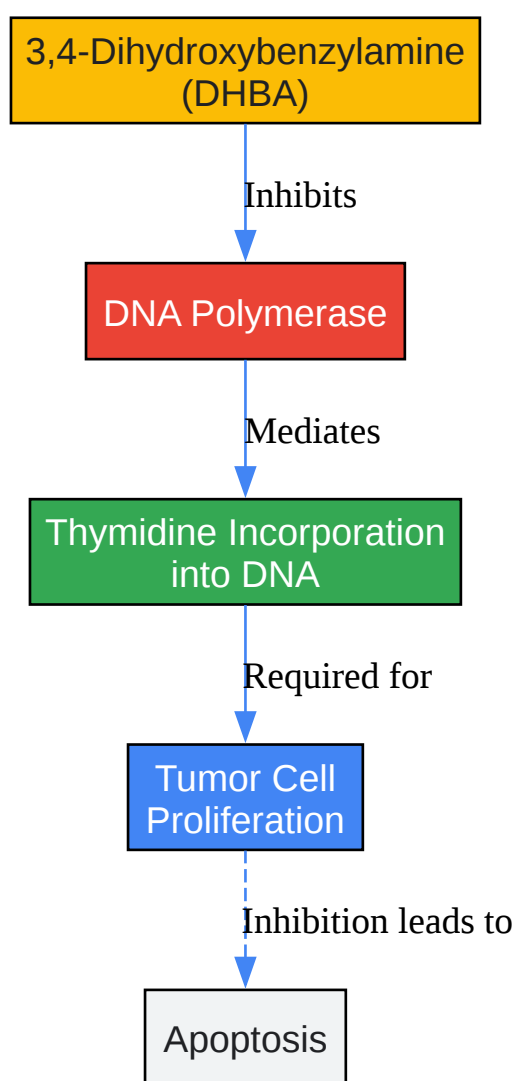 3,4-Dihydroxybenzylamine
(DHBA)
Inhibits
DNA Polymerase
Mediates
Thymidine Incorporation
into DNA
Required for
Tumor Cell
Proliferation
Inhibition leads to
Apoptosis